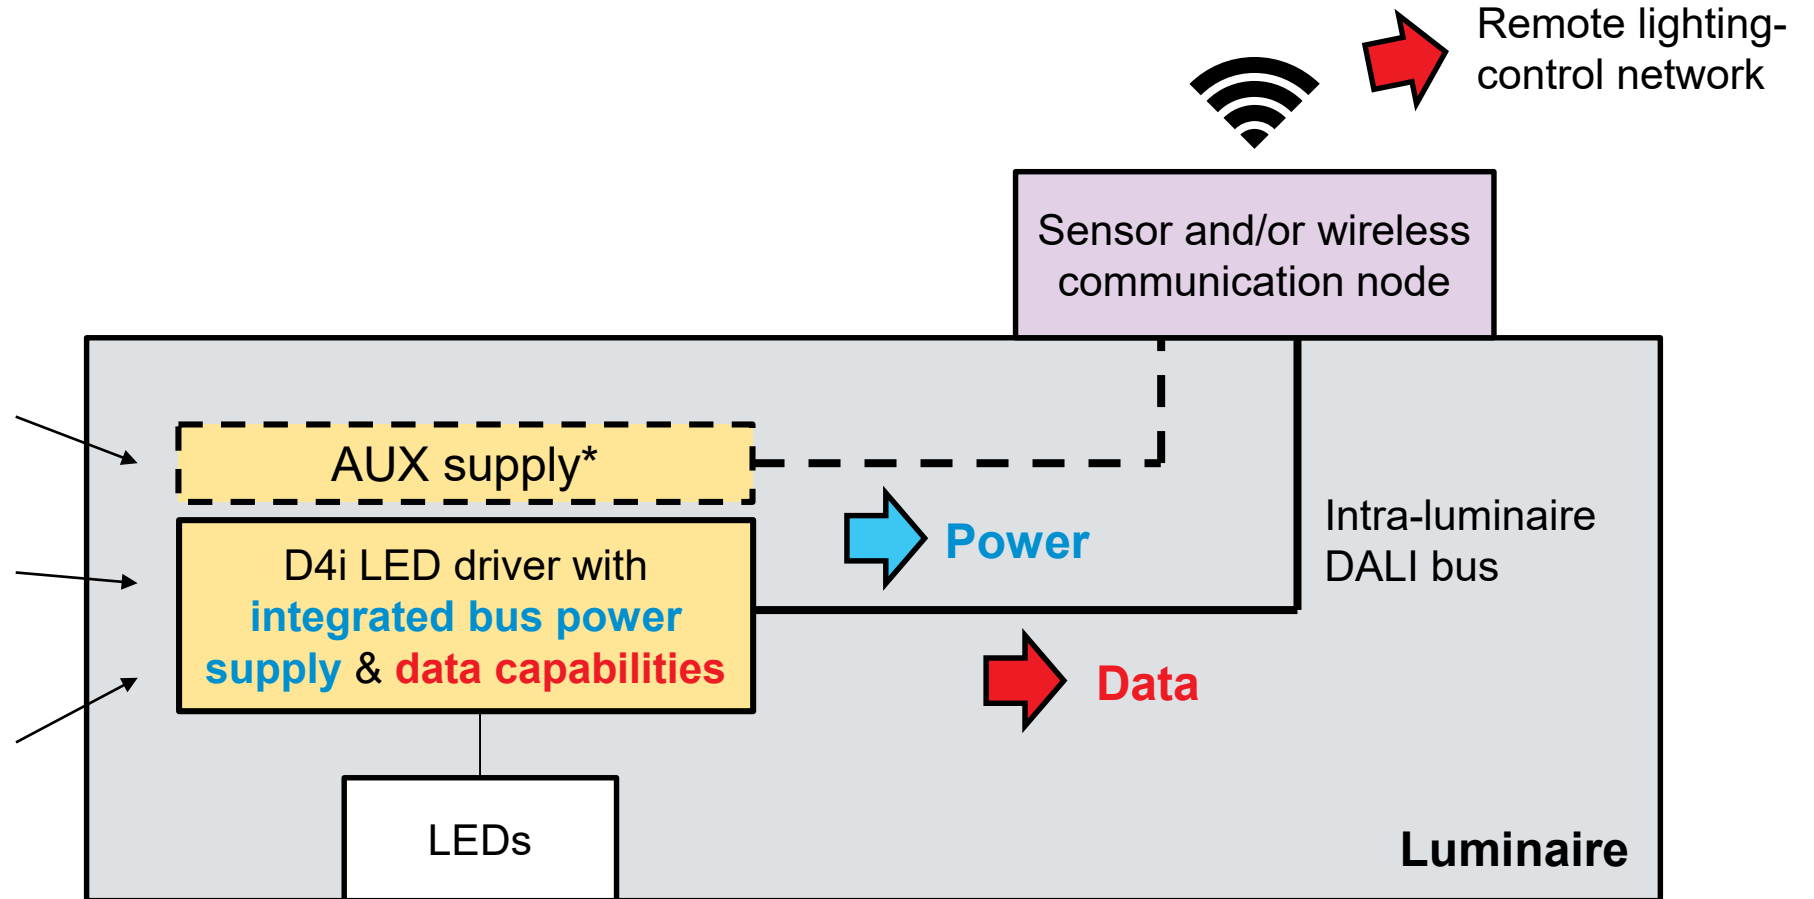 Remote lighting-
control network
Sensor and/or wireless
communication node
AUX supply*
D4i LED driver with
integrated bus power
supply & data capabilities
Power
Intra-luminaire
DALI bus
Data
LEDs
Luminaire